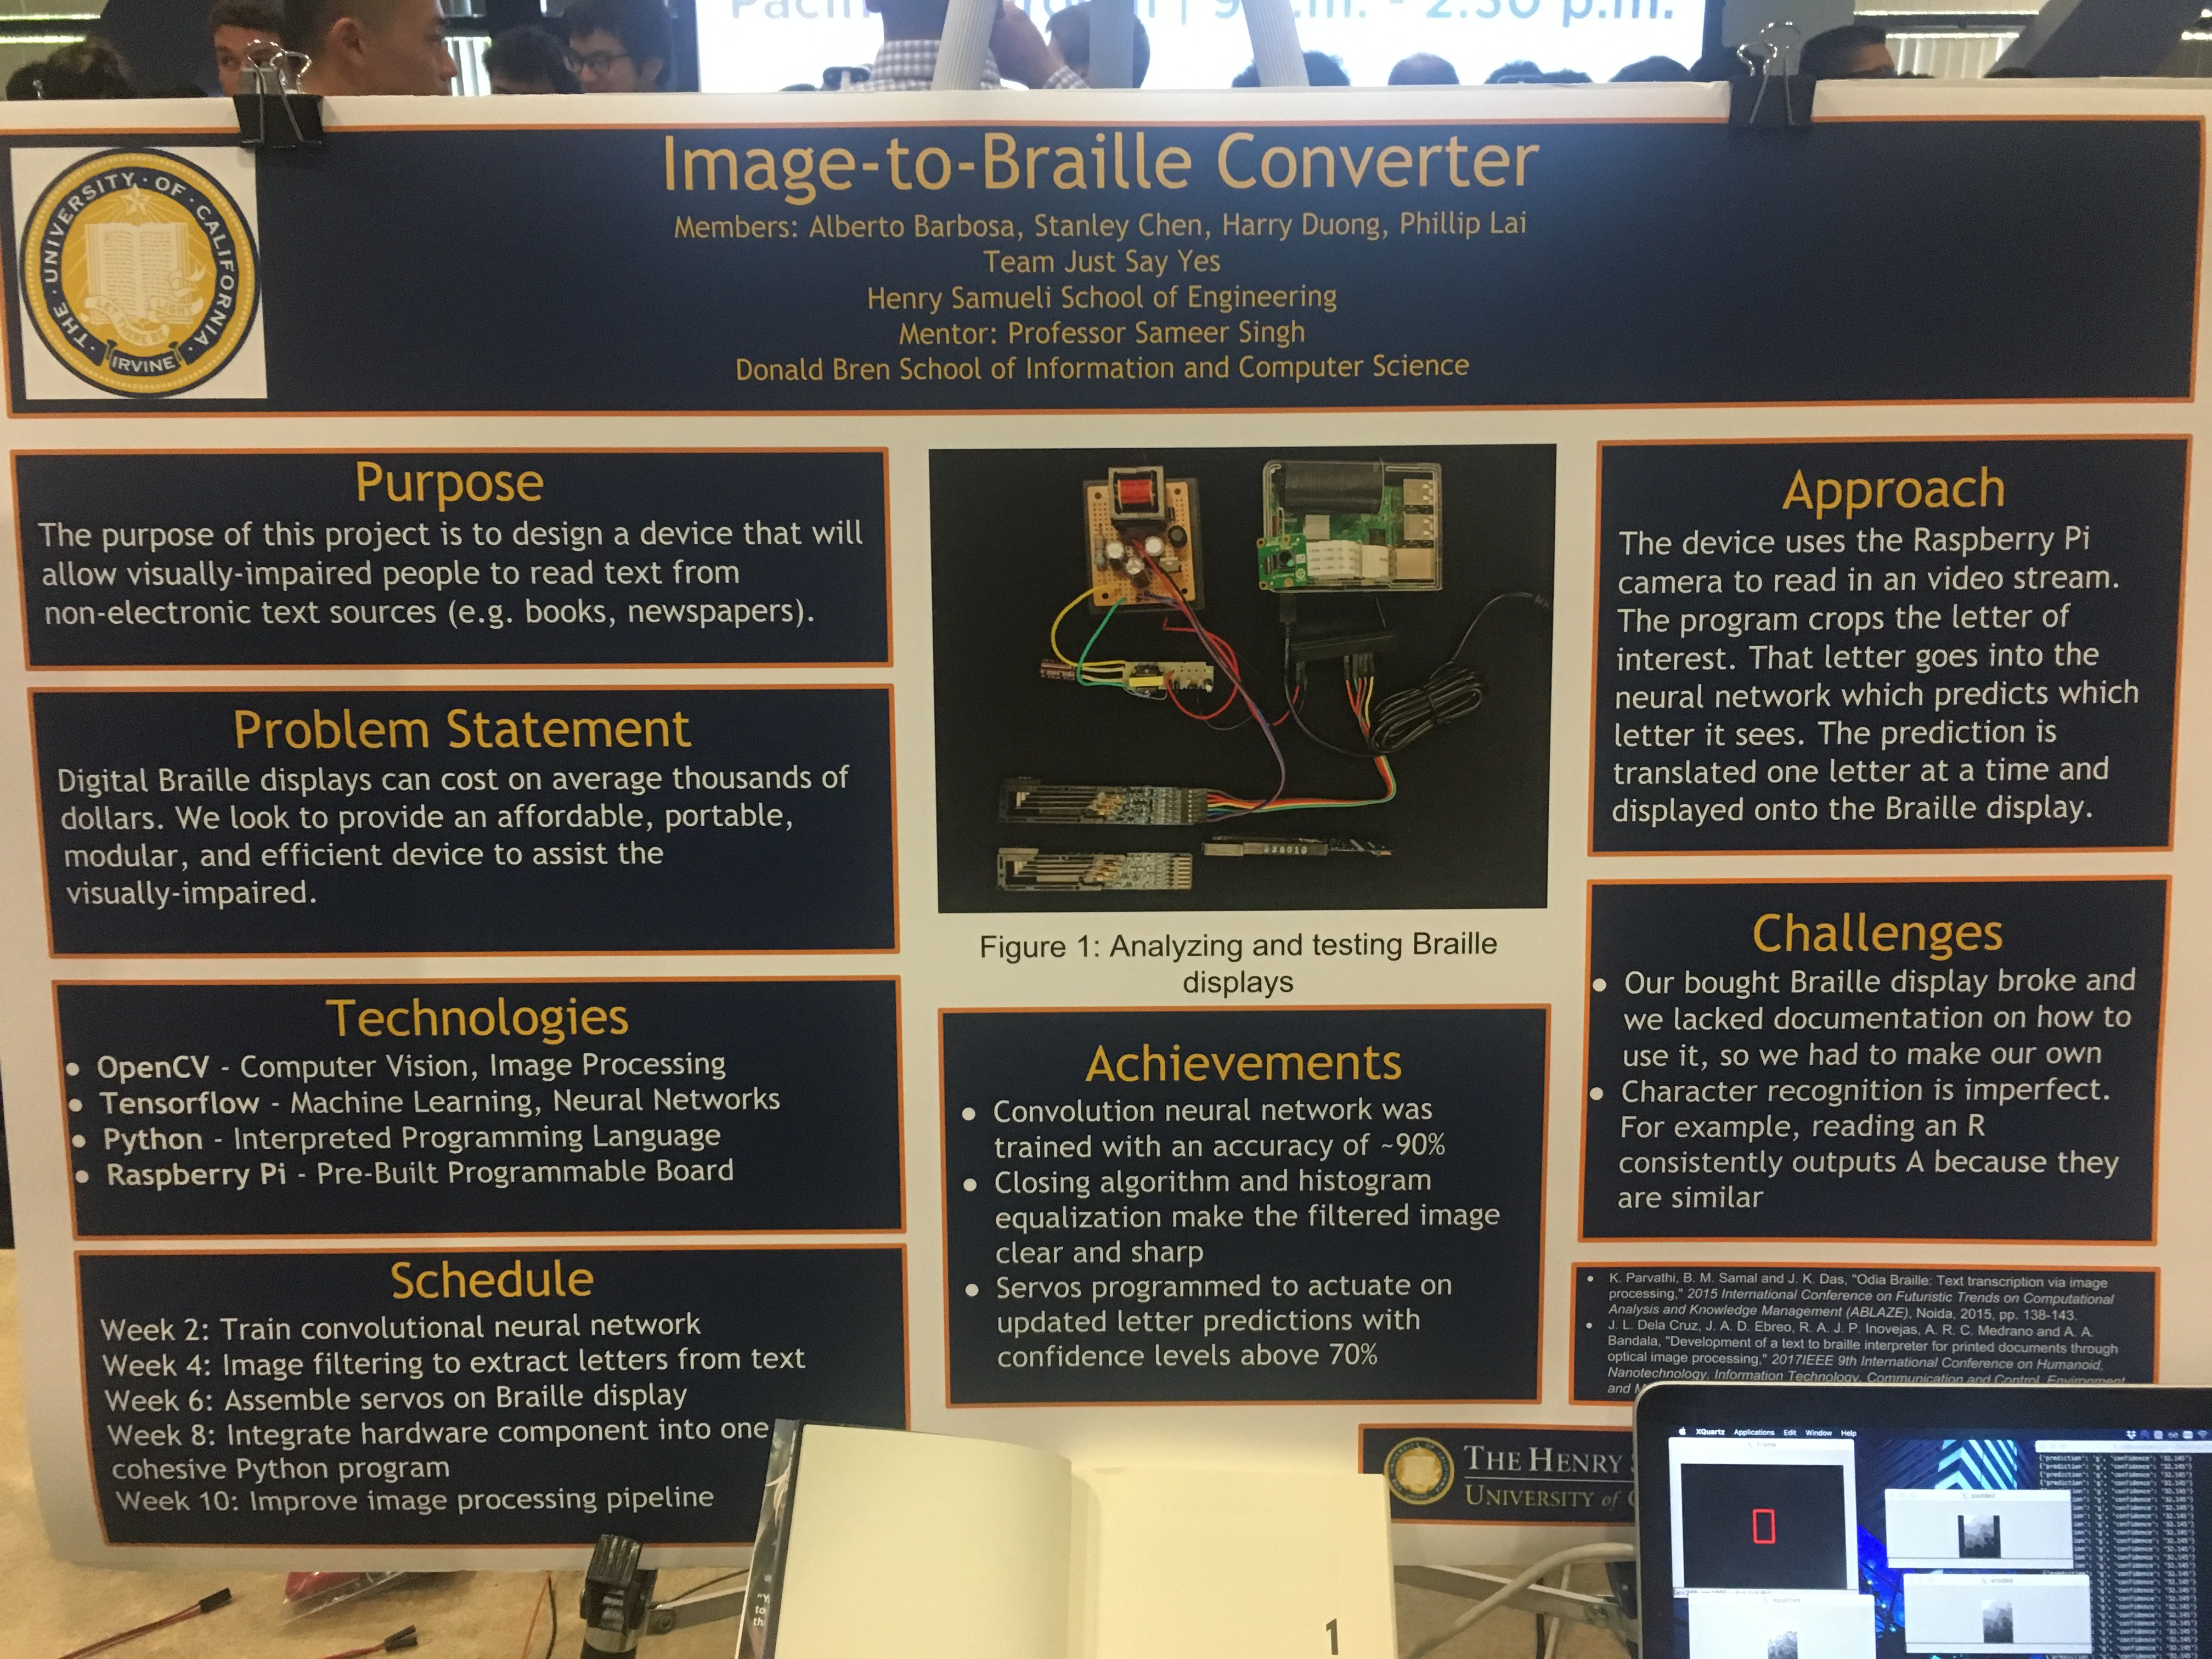 Image-to-Braille Converter
Members: Alberto Barbosa, Stanley Chen, Harry Duong, Phillip Lai
Team Just Say Yes
Henry Samueli School of Engineering
Mentor: Professor Sameer Singh
Donald Bren School of Information and Computer Science
THE · UNIVERSITY · OF · CALIFORNIA ·
IRVINE
Purpose
The purpose of this project is to design a device that will
allow visually-impaired people to read text from
non-electronic text sources (e.g. books, newspapers).
Problem Statement
Digital Braille displays can cost on average thousands of
dollars. We look to provide an affordable, portable,
modular, and efficient device to assist the
visually-impaired.
Technologies
• OpenCV - Computer Vision, Image Processing
• Tensorflow - Machine Learning, Neural Networks
• Python - Interpreted Programming Language
• Raspberry Pi - Pre-Built Programmable Board
Schedule
Week 2: Train convolutional neural network
Week 4: Image filtering to extract letters from text
Week 6: Assemble servos on Braille display
Week 8: Integrate hardware component into one
cohesive Python program
Week 10: Improve image processing pipeline
Figure 1: Analyzing and testing Braille
displays
Achievements
• Convolution neural network was
trained with an accuracy of ~90%
• Closing algorithm and histogram
equalization make the filtered image
clear and sharp
• Servos programmed to actuate on
updated letter predictions with
confidence levels above 70%
Approach
The device uses the Raspberry Pi
camera to read in an video stream.
The program crops the letter of
interest. That letter goes into the
neural network which predicts which
letter it sees. The prediction is
translated one letter at a time and
displayed onto the Braille display.
Challenges
• Our bought Braille display broke and
we lacked documentation on how to
use it, so we had to make our own
• Character recognition is imperfect.
For example, reading an R
consistently outputs A because they
are similar
• K. Parvathi, B. M. Samal and J. K. Das, "Odia Braille: Text transcription via image
processing," 2015 International Conference on Futuristic Trends on Computational
Analysis and Knowledge Management (ABLAZE), Noida, 2015, pp. 138-143.
• J. L. Dela Cruz, J. A. D. Ebreo, R. A. J. P. Inovejas, A. R. C. Medrano and A. A.
Bandala, "Development of a text to braille interpreter for printed documents through
optical image processing," 2017IEEE 9th International Conference on Humanoid,
Nanotechnology, Information Technology, Communication and Control, Environment
and
THE HENRY
UNIVERSITY of
XQuartz Applications Edit Window Help
1